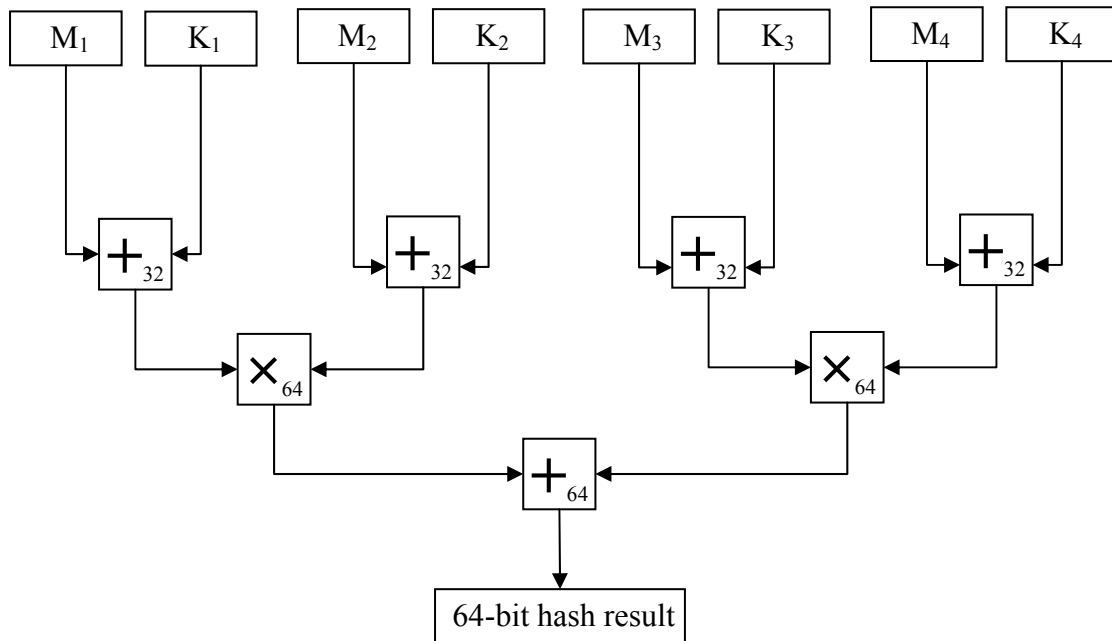 M₁ K₁ M₂ K₂ M₃ K₃ M₄ K₄
+32 +32 +32 +32
×64 ×64
+64
64-bit hash result